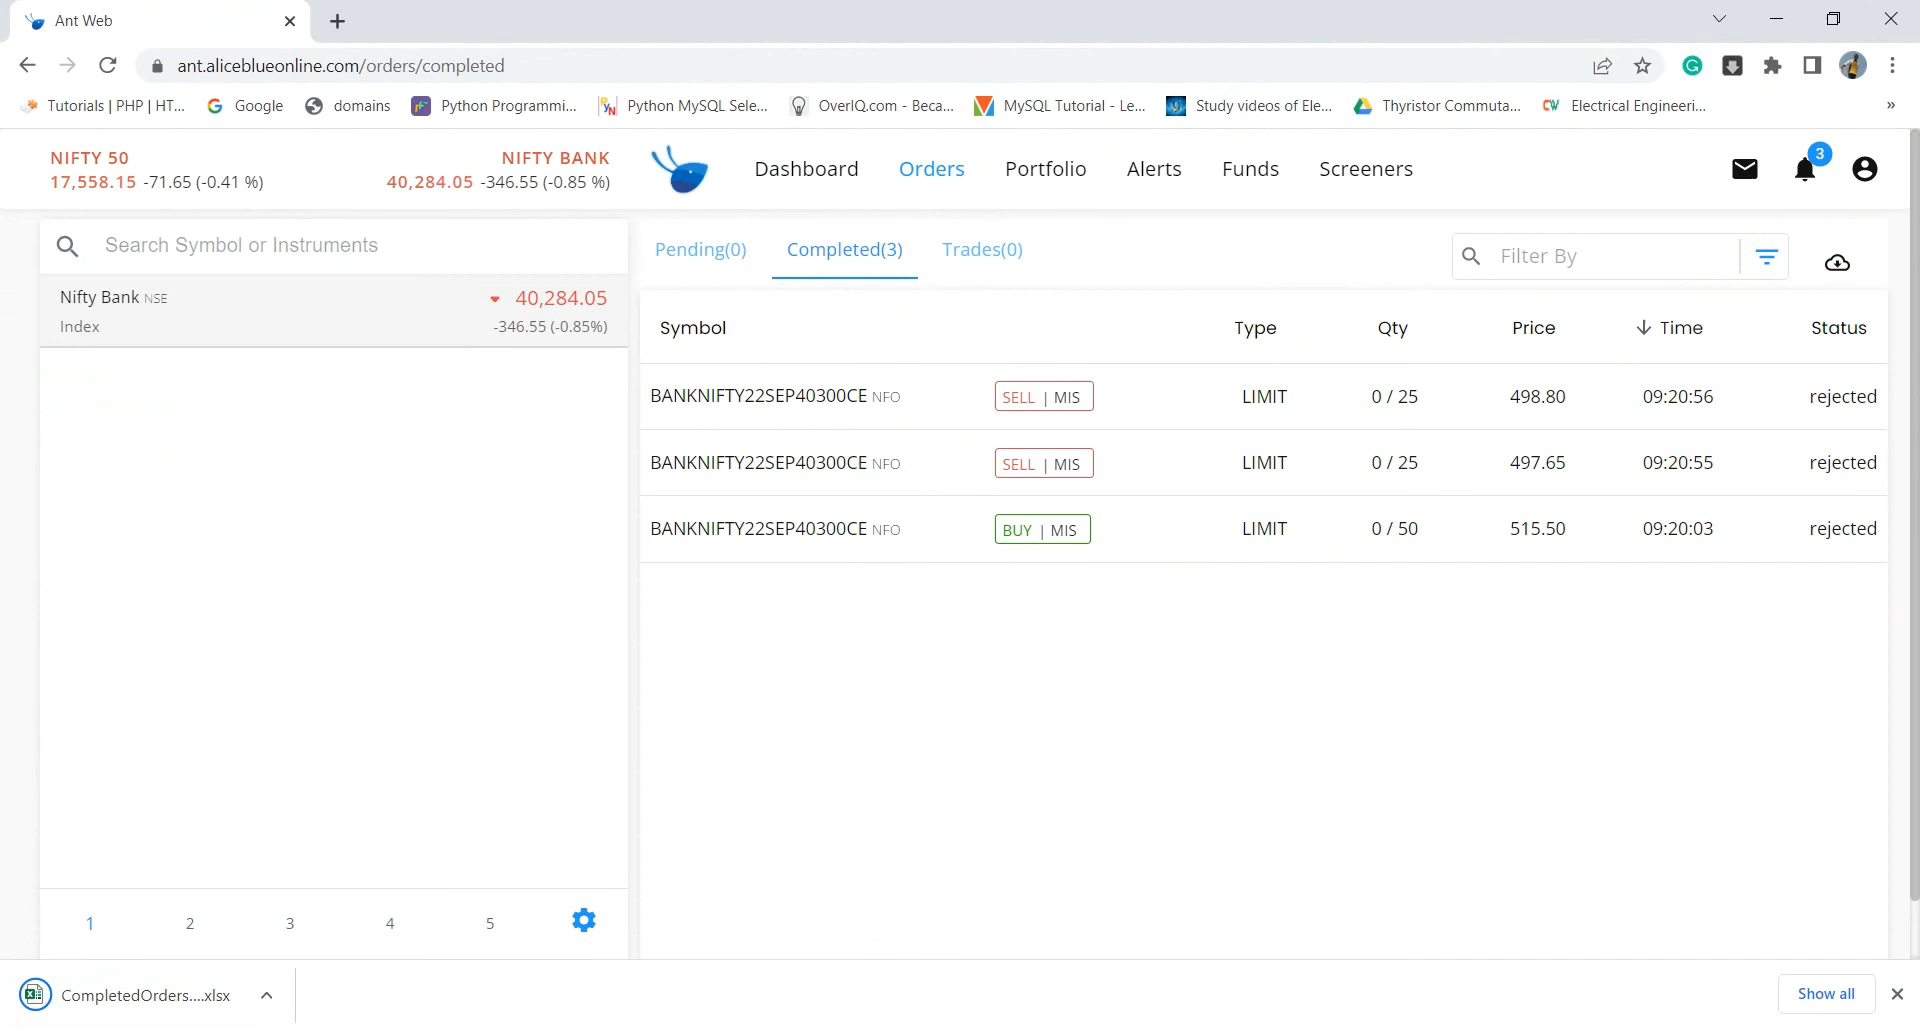 Ant Web
ant.aliceblueonline.com/orders/completed
Tutorials | PHP | HT... Google domains Python Programmi... Python MySQL Sele... OverIQ.com - Beca... MySQL Tutorial - Le... Study videos of Ele... Thyristor Commuta... Electrical Engineeri... »
NIFTY 50 NIFTY BANK
17,558.15 -71.65 (-0.41 %) 40,284.05 -346.55 (-0.85 %)
Dashboard Orders Portfolio Alerts Funds Screeners 3
Search Symbol or Instruments
Pending(0) Completed(3) Trades(0) Filter By
Nifty Bank NSE 40,284.05
Index -346.55 (-0.85%)
Symbol Type Qty Price Time Status
BANKNIFTY22SEP40300CE NFO SELL | MIS LIMIT 0 / 25 498.80 09:20:56 rejected
BANKNIFTY22SEP40300CE NFO SELL | MIS LIMIT 0 / 25 497.65 09:20:55 rejected
BANKNIFTY22SEP40300CE NFO BUY | MIS LIMIT 0 / 50 515.50 09:20:03 rejected
1 2 3 4 5
CompletedOrders....xlsx Show all